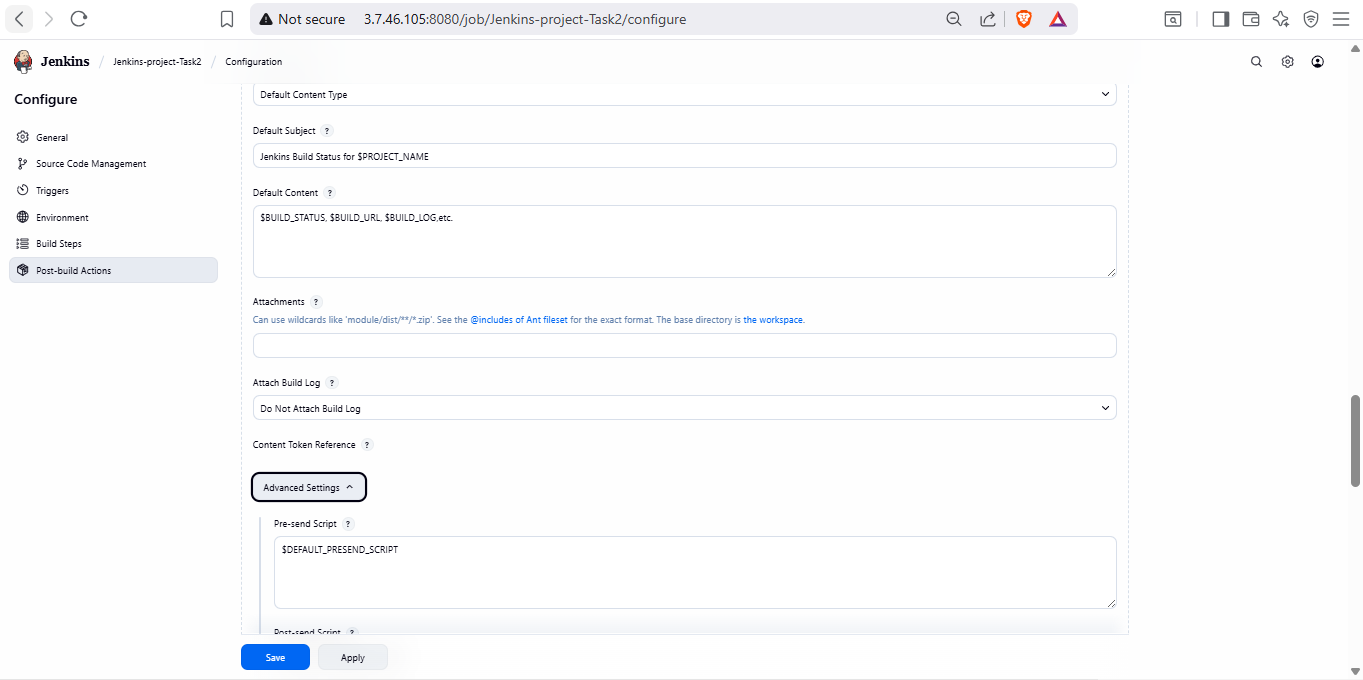 Not secure 3.7.46.105:8080/job/Jenkins-project-Task2/configure
Jenkins / Jenkins-project-Task2 / Configuration
Configure
General
Source Code Management
Triggers
Environment
Build Steps
Post-build Actions
Default Content Type
Default Subject ?
Jenkins Build Status for $PROJECT_NAME
Default Content ?
$BUILD_STATUS, $BUILD_URL, $BUILD_LOG,etc.
Attachments ?
Can use wildcards like 'module/dist/**/*.zip'. See the @includes of Ant fileset for the exact format. The base directory is the workspace.
Attach Build Log ?
Do Not Attach Build Log
Content Token Reference ?
Advanced Settings
Pre-send Script ?
$DEFAULT_PRESEND_SCRIPT
Post-send Script ?
Save
Apply